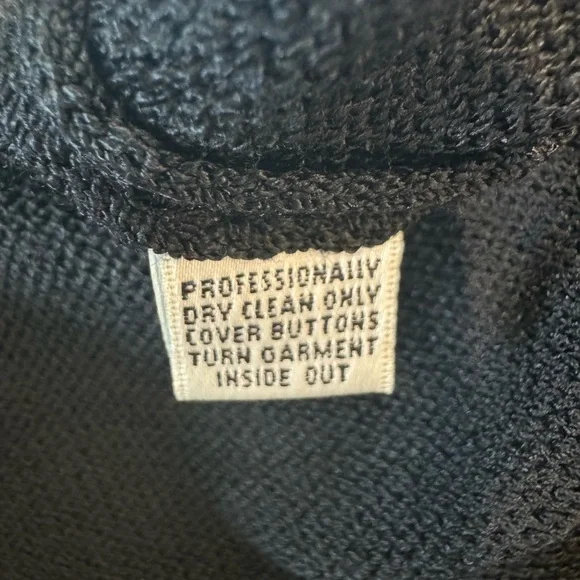 PROFESSIONALLY
DRY CLEAN ONLY
COVER BUTTONS
TURN GARMENT
INSIDE OUT